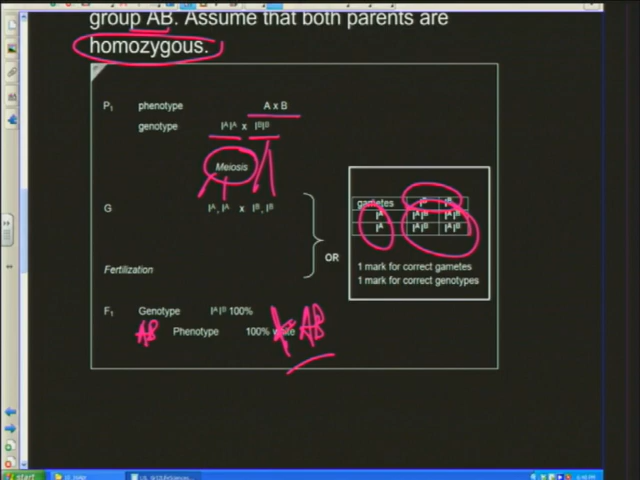 group AB. Assume that both parents are
homozygous.
P1 phenotype A x B
genotype IᴬIᴬ x IᴮIᴮ
Meiosis
G Iᴬ, Iᴬ x Iᴮ, Iᴮ
gametes
Iᴬ IᴬIᴮ IᴬIᴮ
Iᴬ IᴬIᴮ IᴬIᴮ
OR
1 mark for correct gametes
1 mark for correct genotypes
Fertilization
F1 Genotype IᴬIᴮ 100%
AB Phenotype 100% white AB
start